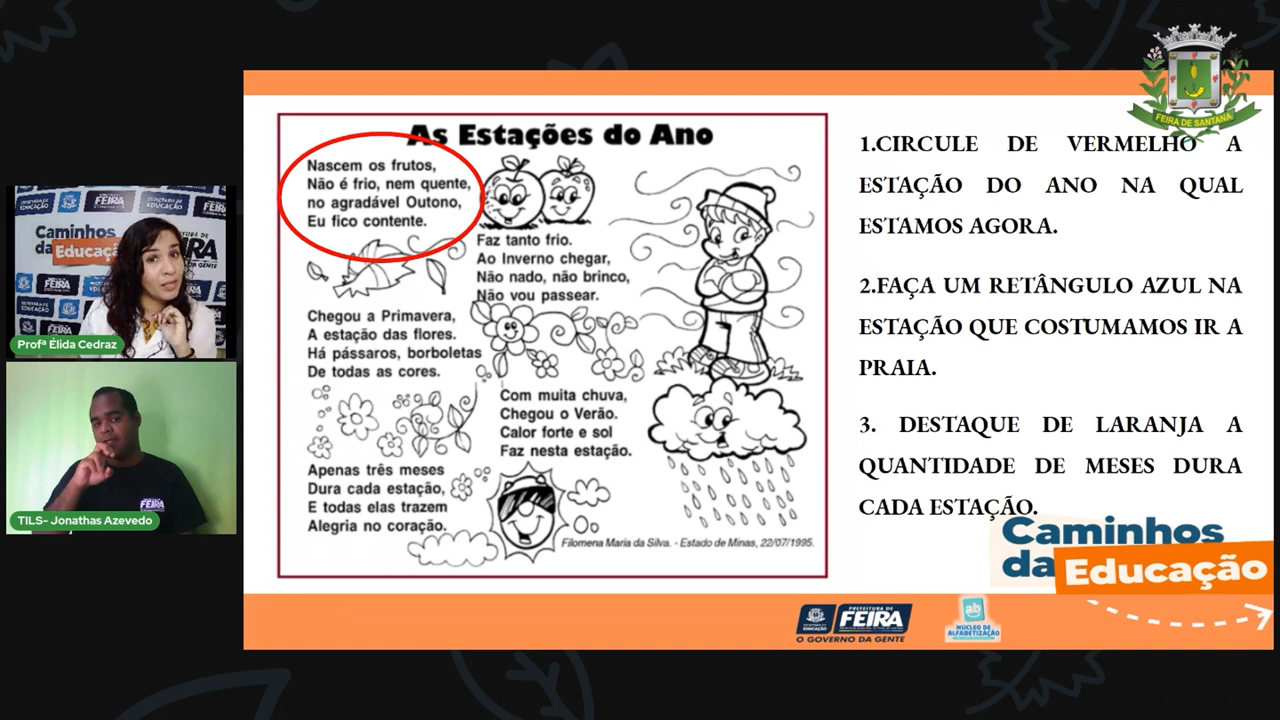 As Estações do Ano
Nascem os frutos,
Não é frio, nem quente,
no agradável Outono,
Eu fico contente.
Faz tanto frio.
Ao Inverno chegar,
Não nado, não brinco,
Não vou passear.
Chegou a Primavera,
A estação das flores.
Há pássaros, borboletas
De todas as cores.
Com muita chuva,
Chegou o Verão.
Calor forte e sol
Faz nesta estação.
Apenas três meses
Dura cada estação,
E todas elas trazem
Alegria no coração.
Filomena Maria da Silva. - Estado de Minas, 22/07/1995.
1.CIRCULE DE VERMELHO A
ESTAÇÃO DO ANO NA QUAL
ESTAMOS AGORA.
2.FAÇA UM RETÂNGULO AZUL NA
ESTAÇÃO QUE COSTUMAMOS IR A
PRAIA.
3. DESTAQUE DE LARANJA A
QUANTIDADE DE MESES DURA
CADA ESTAÇÃO.
FEIRA DE SANTANA
Caminhos
da Educação
Profª Élida Cedraz
TILS- Jonathas Azevedo
PREFEITURA DE
FEIRA
O GOVERNO DA GENTE
ab
NÚCLEO DE
ALFABETIZAÇÃO
Caminhos
da Educação